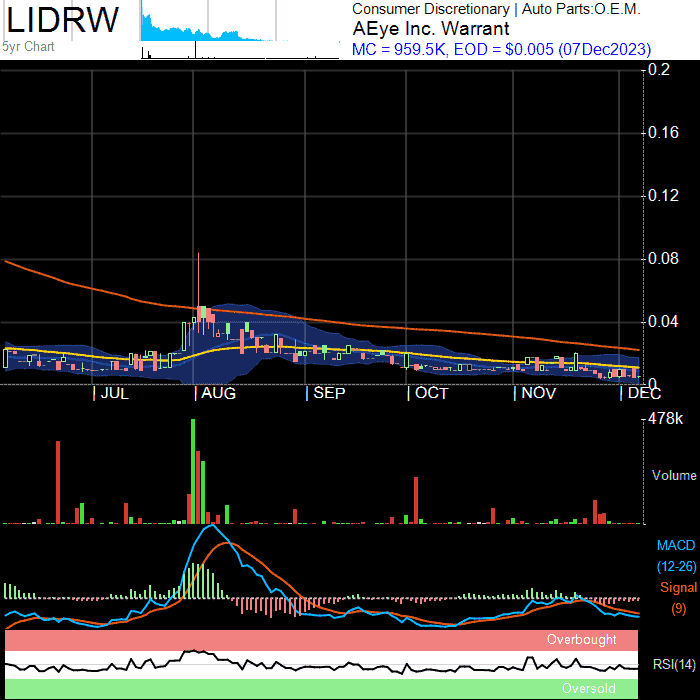 LIDRW
5yr Chart
Consumer Discretionary | Auto Parts:O.E.M.
AEye Inc. Warrant
MC = 959.5K, EOD = $0.005 (07Dec2023)
0.2
0.16
0.12
0.08
0.04
0
JUL
AUG
SEP
OCT
NOV
DEC
478k
Volume
MACD
(12-26)
Signal
(9)
Overbought
RSI(14)
Oversold